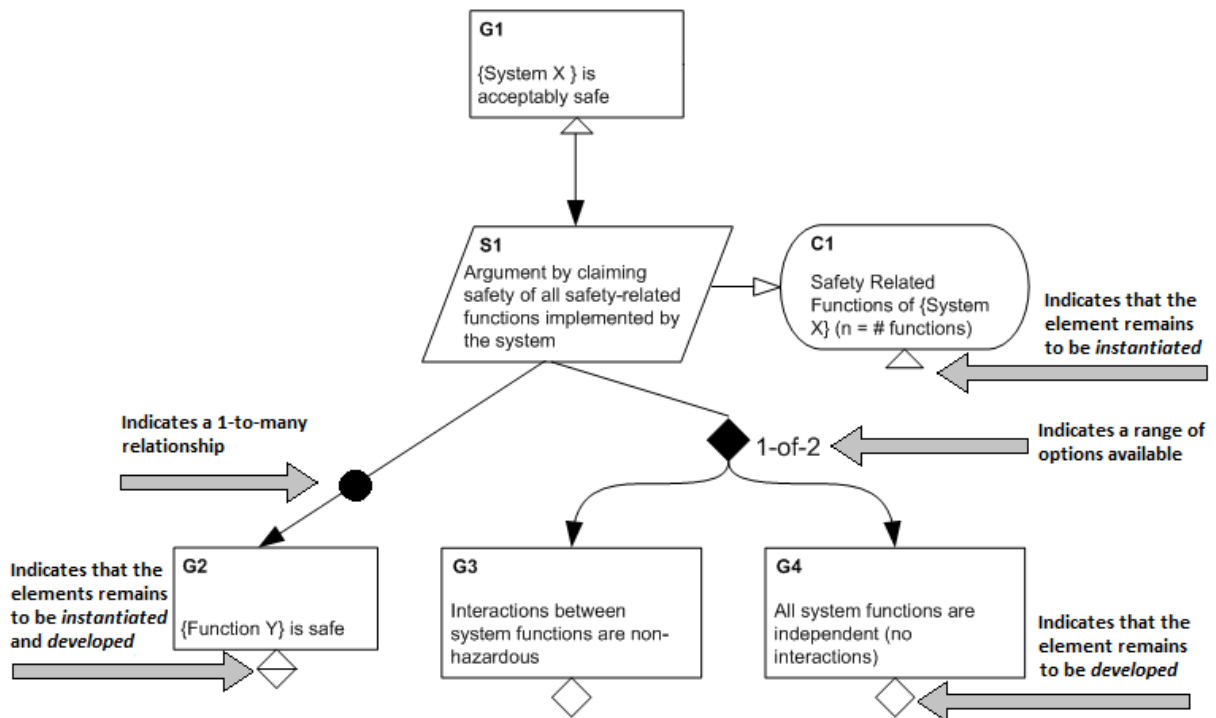 G1
{System X } is
acceptably safe
S1
Argument by claiming
safety of all safety-related
functions implemented by
the system
C1
Safety Related
Functions of {System
X} (n = # functions)
Indicates that the
element remains
to be instantiated
Indicates a 1-to-many
relationship
1-of-2
Indicates a range of
options available
Indicates that the
elements remains
to be instantiated
and developed
G2
{Function Y} is safe
G3
Interactions between
system functions are non-
hazardous
G4
All system functions are
independent (no
interactions)
Indicates that the
element remains
to be developed